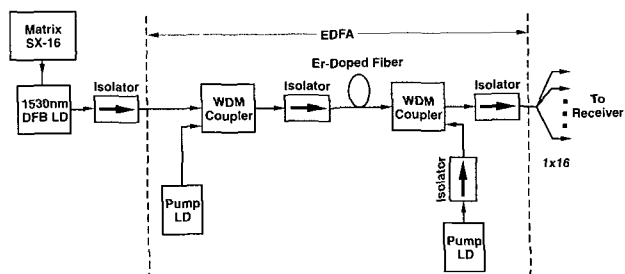 EDFA
Matrix
SX-16
1530nm
DFB LD
Isolator
WDM
Coupler
Pump
LD
Isolator
Er-Doped Fiber
WDM
Coupler
Isolator
Pump
LD
Isolator
To
Receiver
1x16